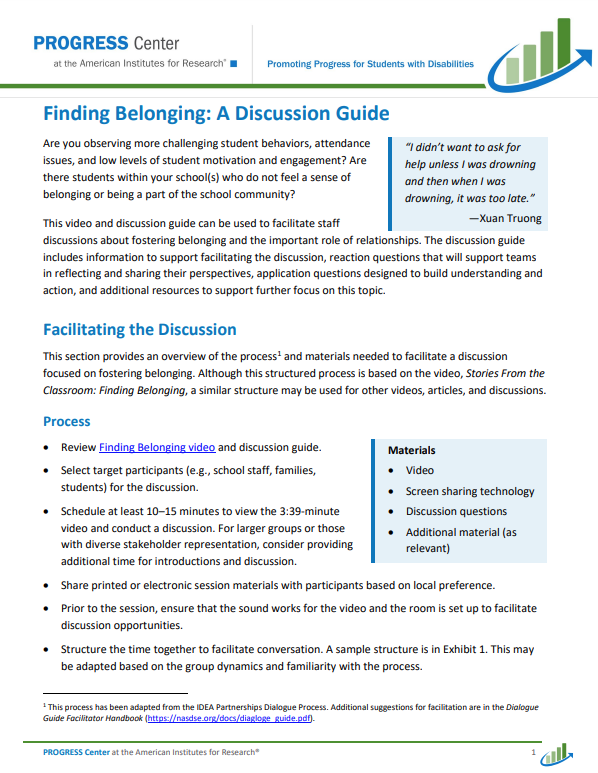 PROGRESS Center
at the American Institutes for Research®
Promoting Progress for Students with Disabilities
Finding Belonging: A Discussion Guide
Are you observing more challenging student behaviors, attendance
issues, and low levels of student motivation and engagement? Are
there students within your school(s) who do not feel a sense of
belonging or being a part of the school community?
“I didn’t want to ask for
help unless I was drowning
and then when I was
drowning, it was too late.”
—Xuan Truong
This video and discussion guide can be used to facilitate staff
discussions about fostering belonging and the important role of relationships. The discussion guide
includes information to support facilitating the discussion, reaction questions that will support teams
in reflecting and sharing their perspectives, application questions designed to build understanding and
action, and additional resources to support further focus on this topic.
Facilitating the Discussion
This section provides an overview of the process1 and materials needed to facilitate a discussion
focused on fostering belonging. Although this structured process is based on the video, Stories From the
Classroom: Finding Belonging, a similar structure may be used for other videos, articles, and discussions.
Process
• Review Finding Belonging video and discussion guide.
• Select target participants (e.g., school staff, families,
students) for the discussion.
• Schedule at least 10–15 minutes to view the 3:39-minute
video and conduct a discussion. For larger groups or those
with diverse stakeholder representation, consider providing
additional time for introductions and discussion.
Materials
• Video
• Screen sharing technology
• Discussion questions
• Additional material (as
relevant)
• Share printed or electronic session materials with participants based on local preference.
• Prior to the session, ensure that the sound works for the video and the room is set up to facilitate
discussion opportunities.
• Structure the time together to facilitate conversation. A sample structure is in Exhibit 1. This may
be adapted based on the group dynamics and familiarity with the process.
1 This process has been adapted from the IDEA Partnerships Dialogue Process. Additional suggestions for facilitation are in the Dialogue
Guide Facilitator Handbook (https://nasdse.org/docs/diagloge_guide.pdf).
PROGRESS Center at the American Institutes for Research®
1